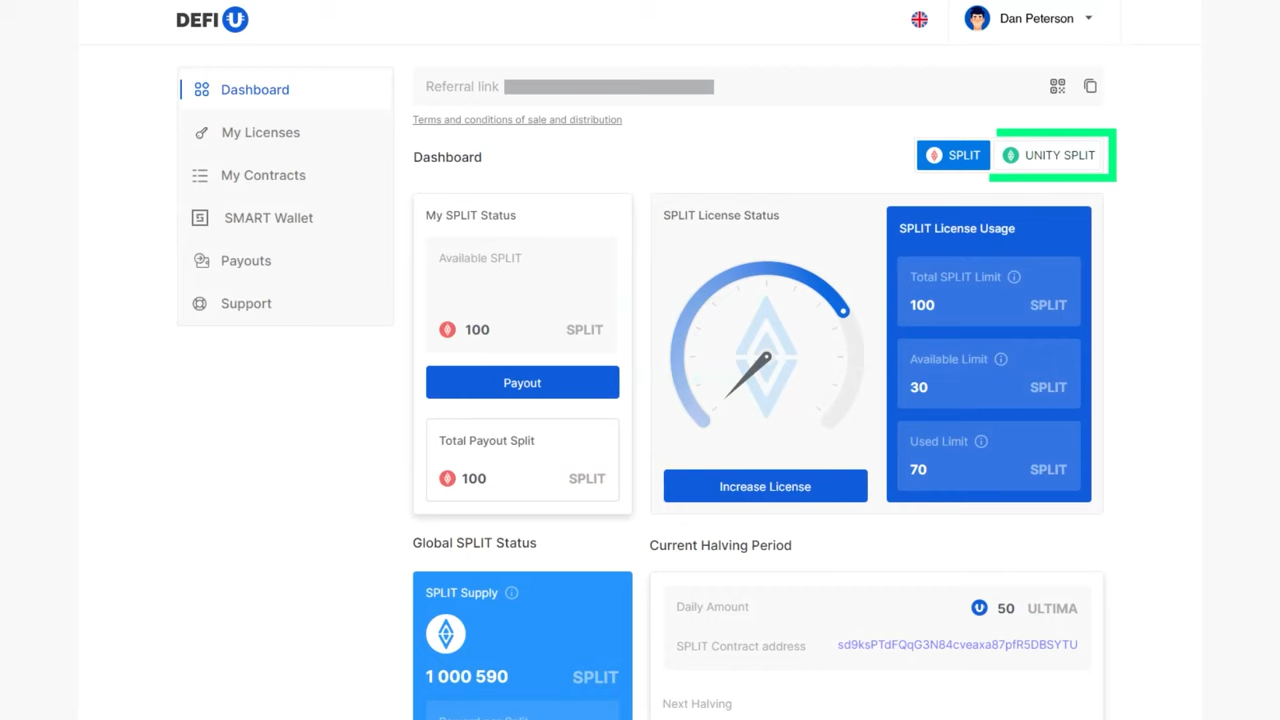 DEFI U
Dan Peterson
Dashboard
My Licenses
My Contracts
SMART Wallet
Payouts
Support
Referral link
Terms and conditions of sale and distribution
Dashboard
SPLIT
UNITY SPLIT
My SPLIT Status
Available SPLIT
100 SPLIT
Payout
Total Payout Split
100 SPLIT
SPLIT License Status
Increase License
SPLIT License Usage
Total SPLIT Limit
100 SPLIT
Available Limit
30 SPLIT
Used Limit
70 SPLIT
Global SPLIT Status
SPLIT Supply
1 000 590 SPLIT
Current Halving Period
Daily Amount 50 ULTIMA
SPLIT Contract address sd9ksPTdFQqG3N84cveaxa87pfR5DBSYTU
Next Halving